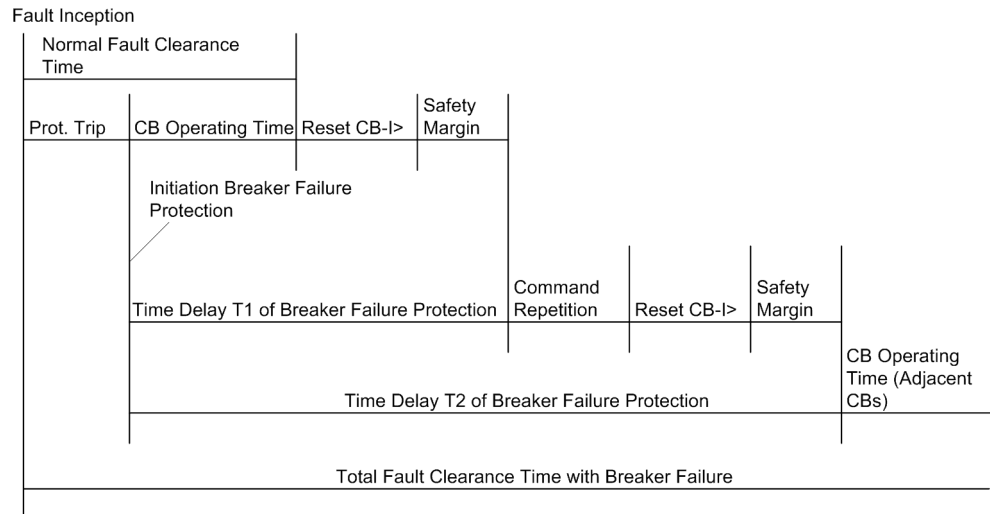 Fault Inception
Normal Fault Clearance
Time
Prot. Trip
CB Operating Time
Reset CB-I>
Safety
Margin
Initiation Breaker Failure
Protection
Time Delay T1 of Breaker Failure Protection
Command
Repetition
Reset CB-I>
Safety
Margin
CB Operating
Time (Adjacent
CBs)
Time Delay T2 of Breaker Failure Protection
Total Fault Clearance Time with Breaker Failure